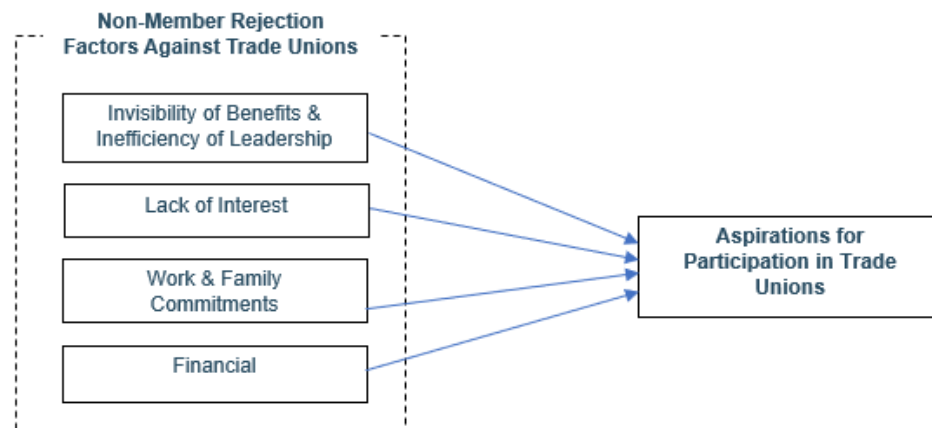 Non-Member Rejection
Factors Against Trade Unions
Invisibility of Benefits &
Inefficiency of Leadership
Lack of Interest
Work & Family
Commitments
Financial
Aspirations for
Participation in Trade
Unions